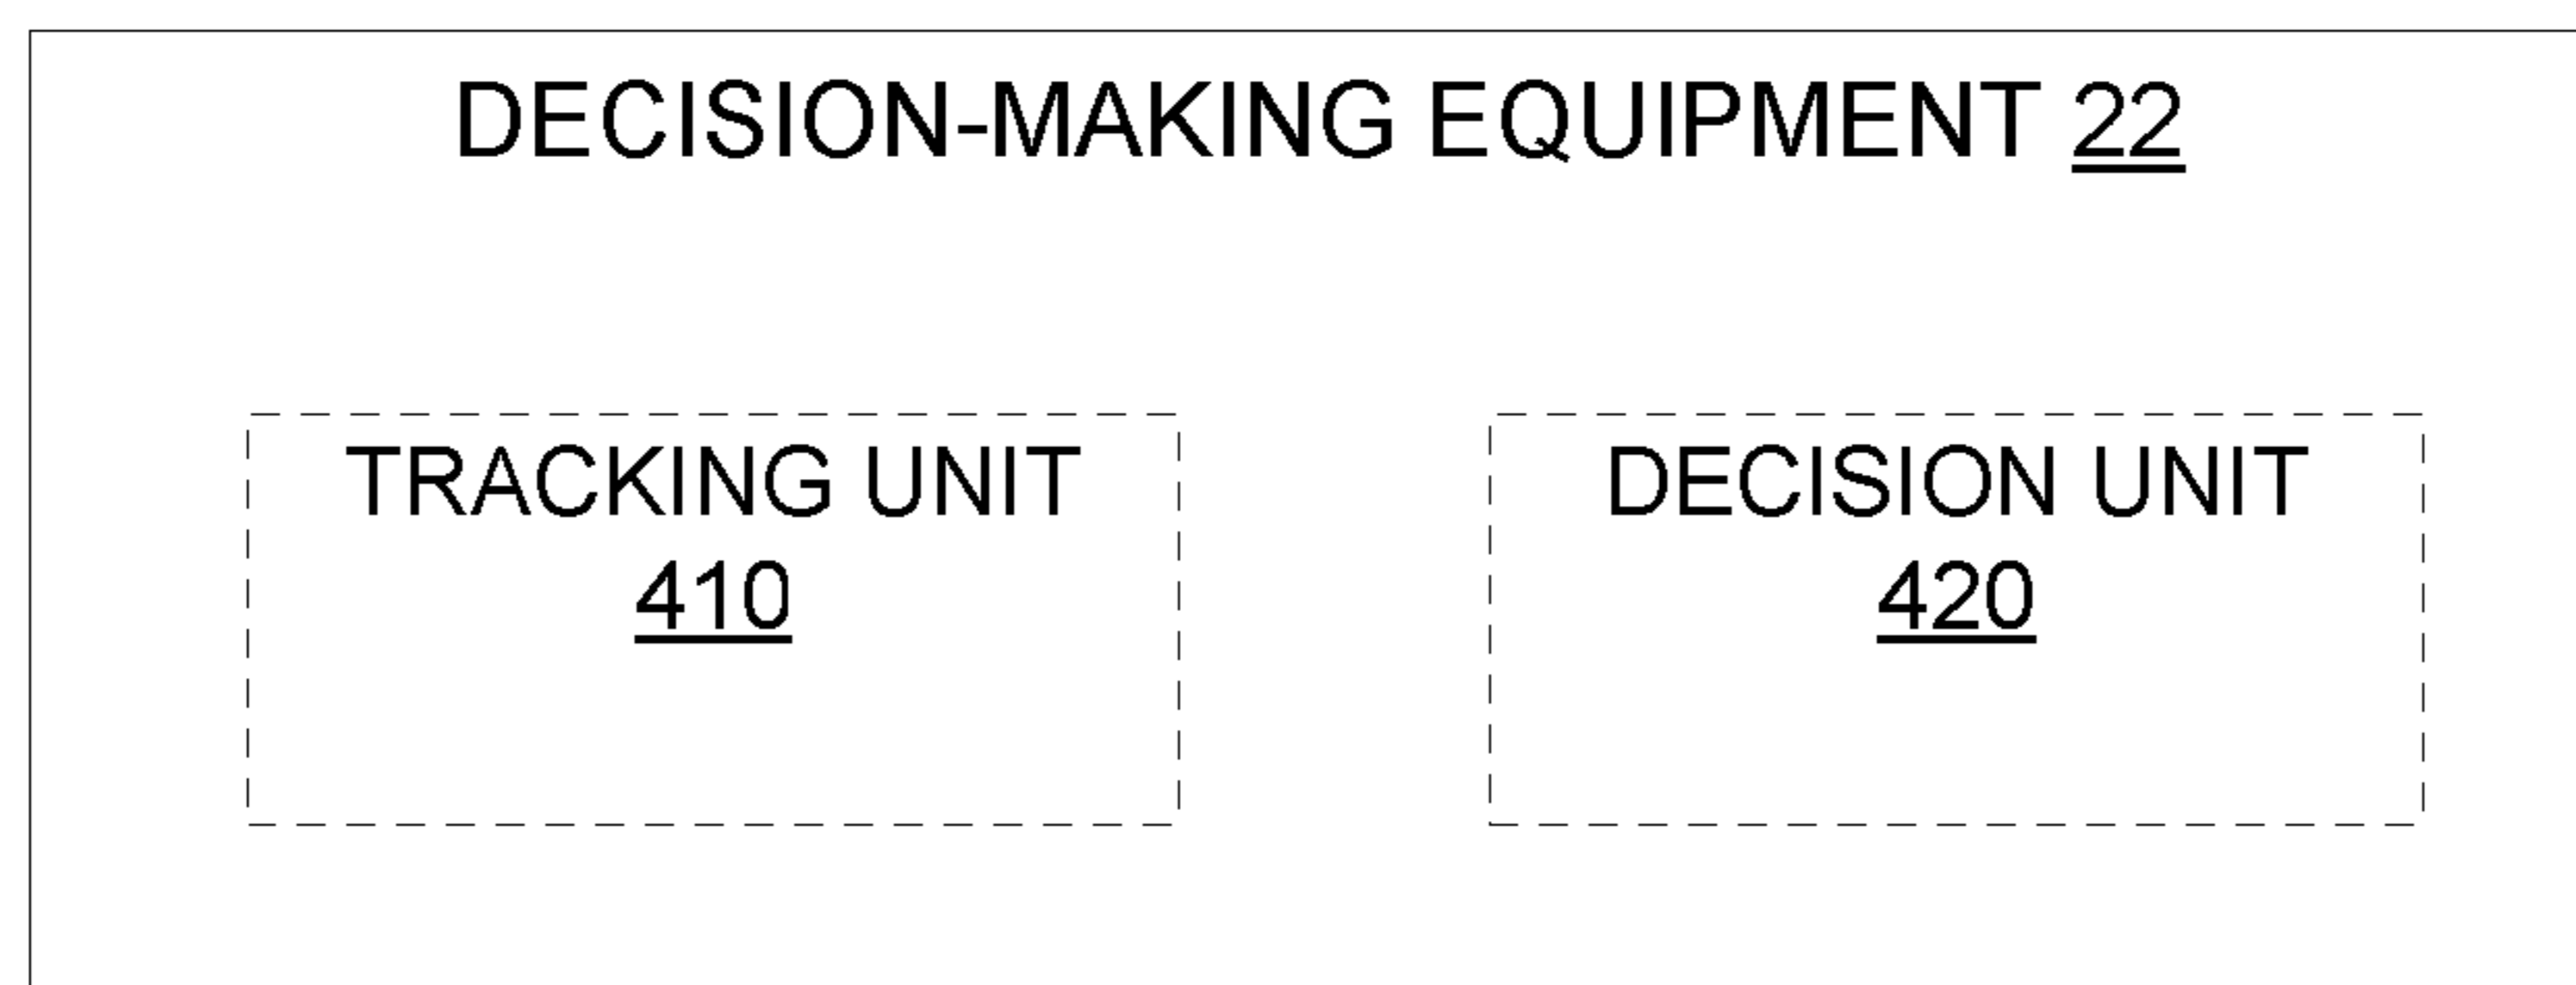 DECISION-MAKING EQUIPMENT 22
TRACKING UNIT
410
DECISION UNIT
420